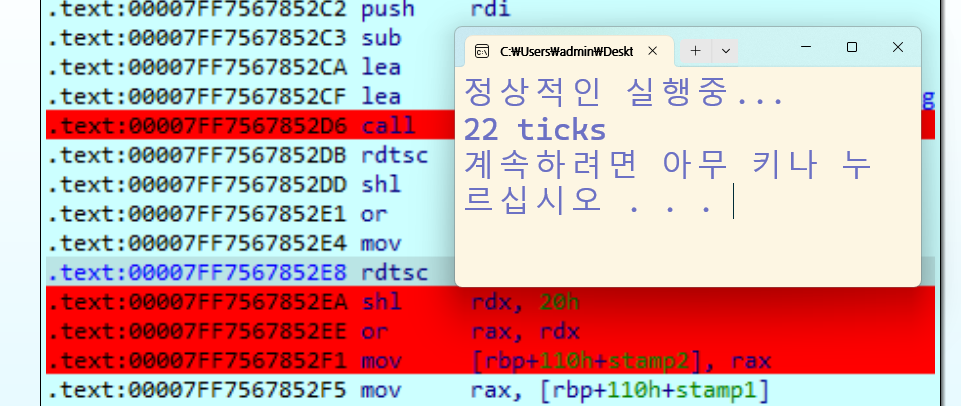 .text:00007FF7567852C2 push rdi
.text:00007FF7567852C3 sub
.text:00007FF7567852CA lea
.text:00007FF7567852CF lea
g
.text:00007FF7567852D6 call
.text:00007FF7567852DB rdtsc
.text:00007FF7567852DD shl
.text:00007FF7567852E1 or
.text:00007FF7567852E4 mov
.text:00007FF7567852E8 rdtsc
.text:00007FF7567852EA shl rdx, 20h
.text:00007FF7567852EE or rax, rdx
.text:00007FF7567852F1 mov [rbp+110h+stamp2], rax
.text:00007FF7567852F5 mov rax, [rbp+110h+stamp1]
C:₩Users₩admin₩Deskt
정상적인 실행중...
22 ticks
계속하려면 아무 키나 누
르십시오 . . .